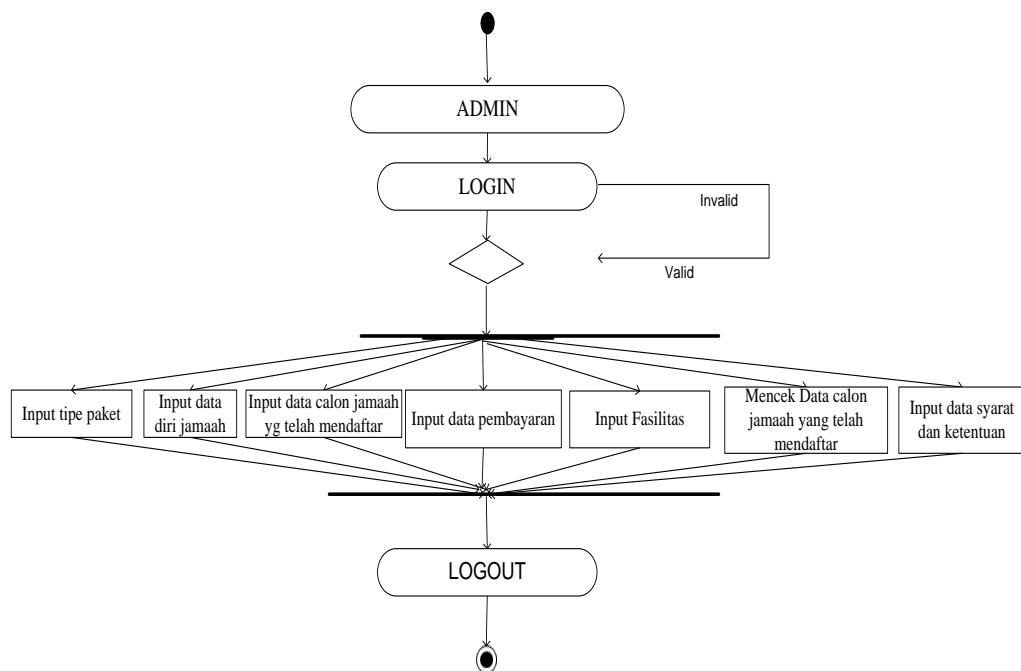 ADMIN
LOGIN
Invalid
Valid
Input tipe paket
Input data
diri jamaah
Input data calon jamaah
yg telah mendaftar
Input data pembayaran
Input Fasilitas
Mencek Data calon
jamaah yang telah
mendaftar
Input data syarat
dan ketentuan
LOGOUT